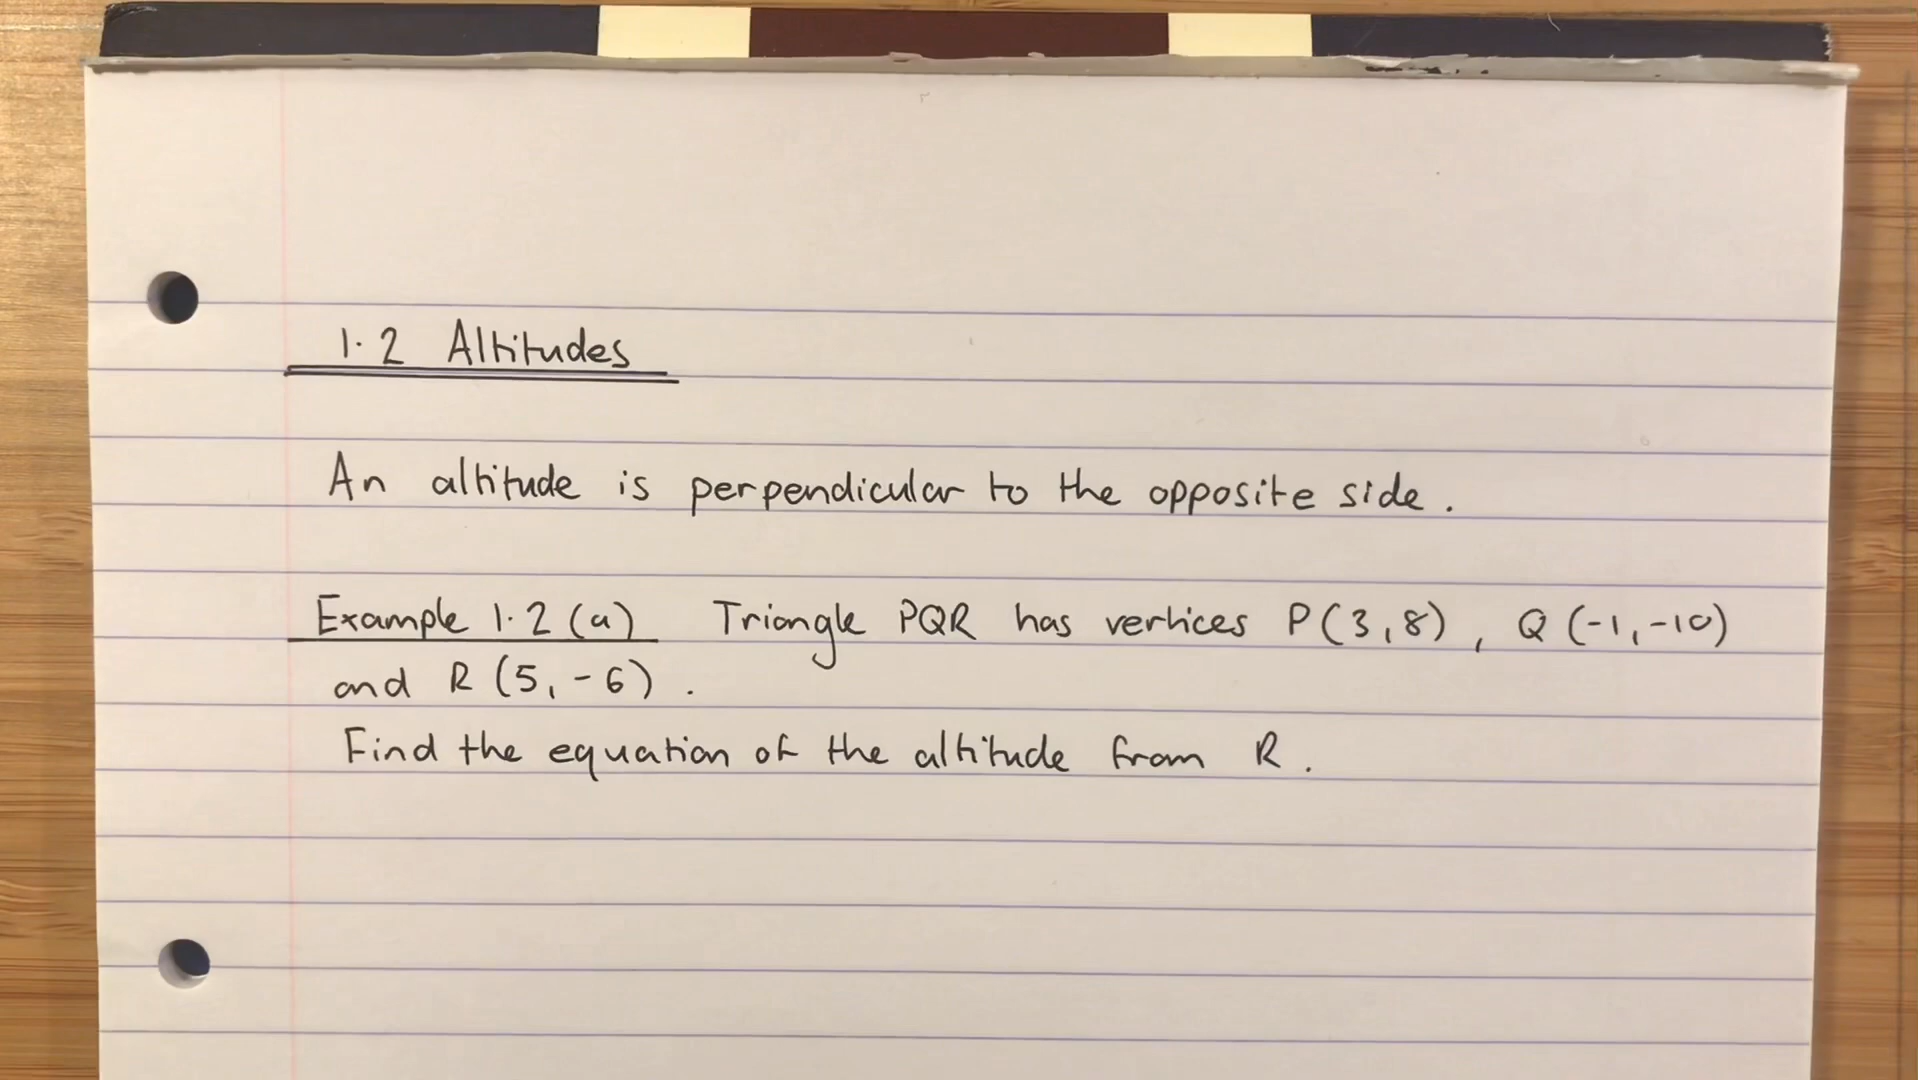 1.2 Altitudes
An altitude is perpendicular to the opposite side.
Example 1.2 (a) Triangle PQR has vertices P(3,8), Q(-1,-10)
and R(5,-6).
Find the equation of the altitude from R.